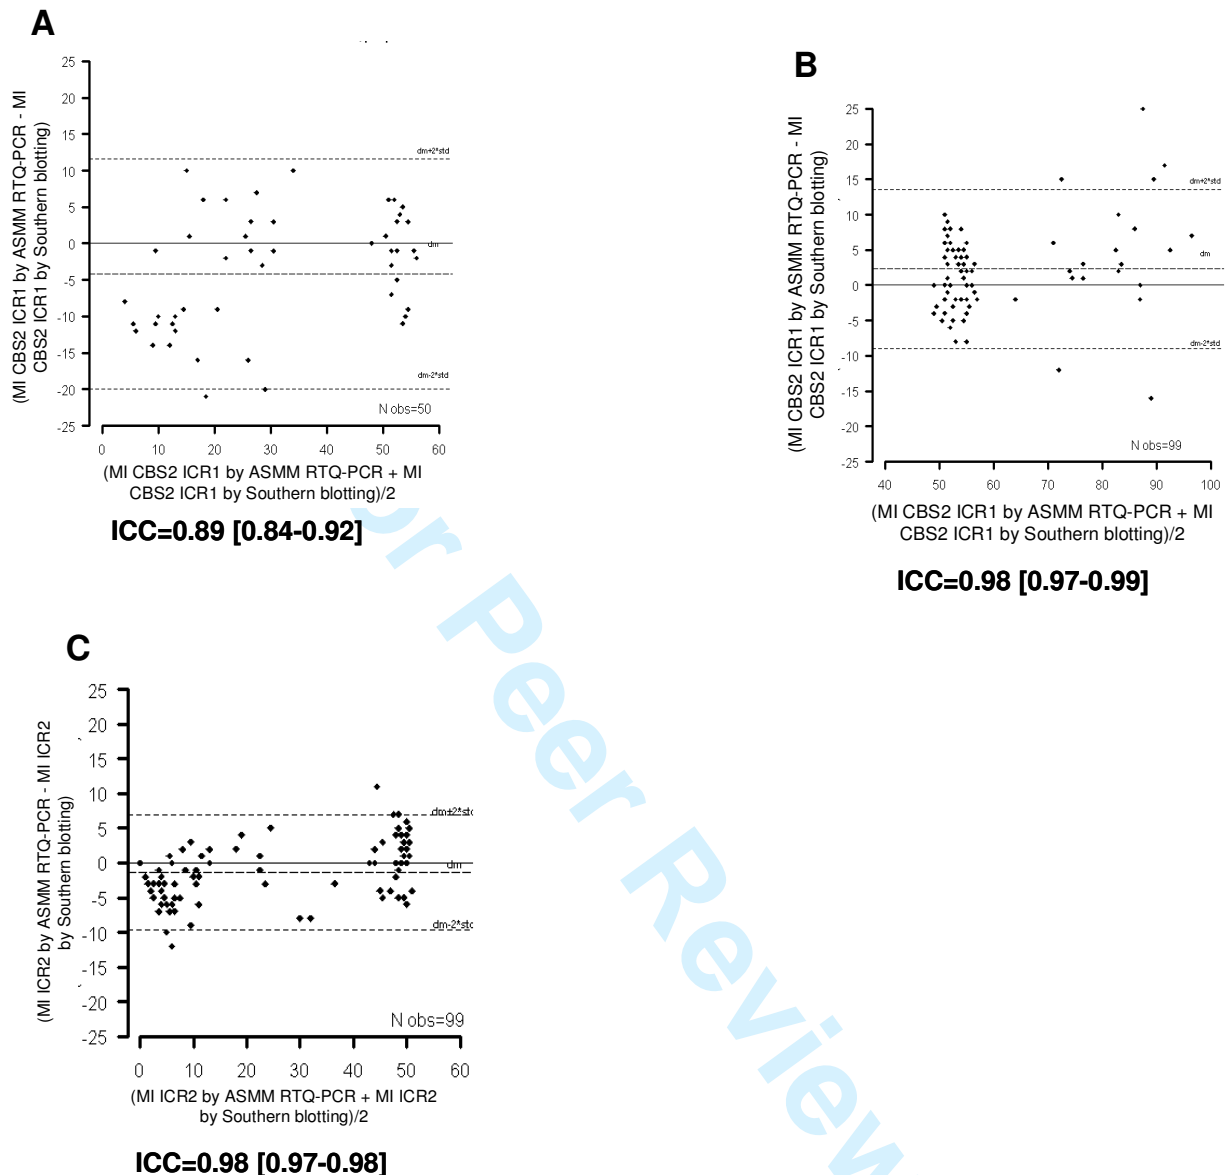 A
25
20
15
10
5
0
-5
-10
-15
-20
-25
dm+2*std
dm
dm-2*std
N obs=50
0 10 20 30 40 50 60
(MI CBS2 ICR1 by ASMM RTQ-PCR - MI
CBS2 ICR1 by Southern blotting)
(MI CBS2 ICR1 by ASMM RTQ-PCR + MI
CBS2 ICR1 by Southern blotting)/2
ICC=0.89 [0.84-0.92]
B
25
20
15
10
5
0
-5
-10
-15
-20
-25
dm+2*std
dm
dm-2*std
N obs=99
40 50 60 70 80 90 100
(MI CBS2 ICR1 by ASMM RTQ-PCR - MI
CBS2 ICR1 by Southern blotting)
(MI CBS2 ICR1 by ASMM RTQ-PCR + MI
CBS2 ICR1 by Southern blotting)/2
ICC=0.98 [0.97-0.99]
C
25
20
15
10
5
0
-5
-10
-15
-20
-25
dm+2*std
dm
dm-2*std
N obs=99
0 10 20 30 40 50 60
(MI ICR2 by ASMM RTQ-PCR - MI ICR2
by Southern blotting)
(MI ICR2 by ASMM RTQ-PCR + MI ICR2
by Southern blotting)/2
ICC=0.98 [0.97-0.98]
or Peer Review